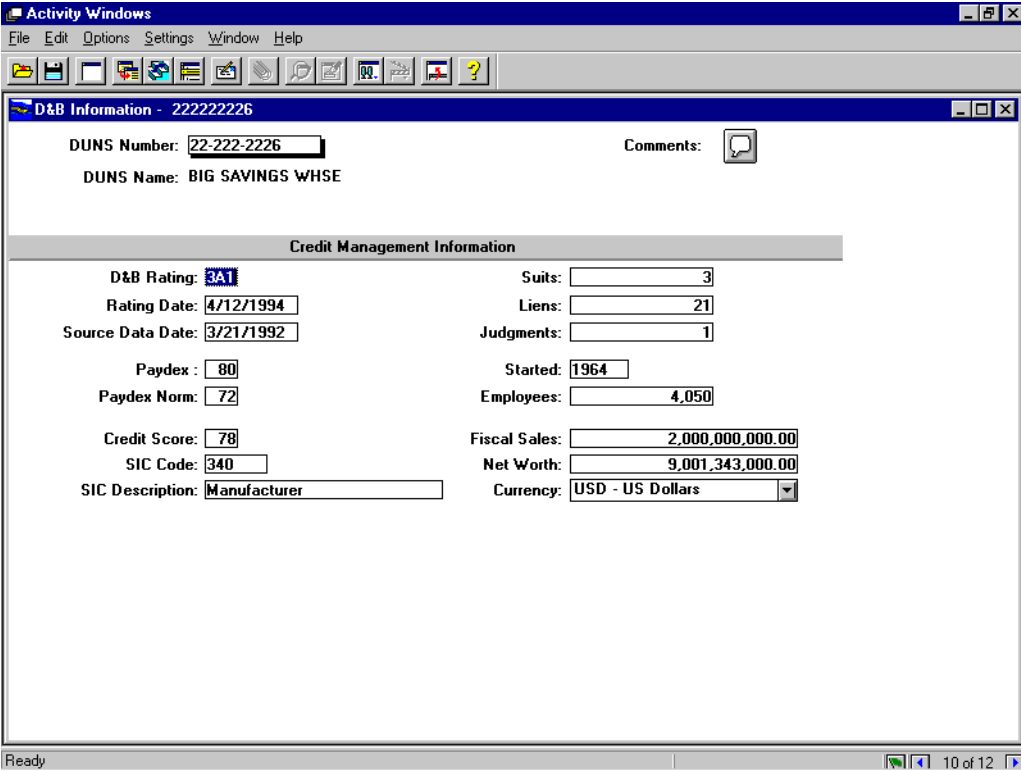 Activity Windows
File Edit Options Settings Window Help
D&B Information - 222222226
DUNS Number: 22-222-2226 Comments:
DUNS Name: BIG SAVINGS WHSE
Credit Management Information
D&B Rating: 3A1 Suits: 3
Rating Date: 4/12/1994 Liens: 21
Source Data Date: 3/21/1992 Judgments: 1
Paydex : 80 Started: 1964
Paydex Norm: 72 Employees: 4,050
Credit Score: 78 Fiscal Sales: 2,000,000,000.00
SIC Code: 340 Net Worth: 9,001,343,000.00
SIC Description: Manufacturer Currency: USD - US Dollars
Ready 10 of 12